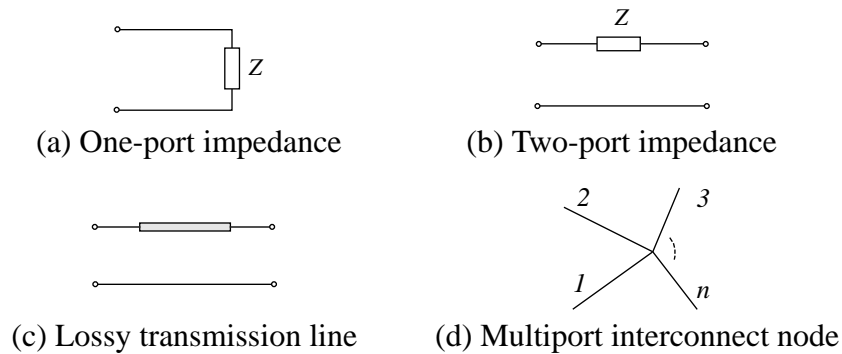 Z
Z
(a) One-port impedance
(b) Two-port impedance
2
3
1
n
(c) Lossy transmission line
(d) Multiport interconnect node